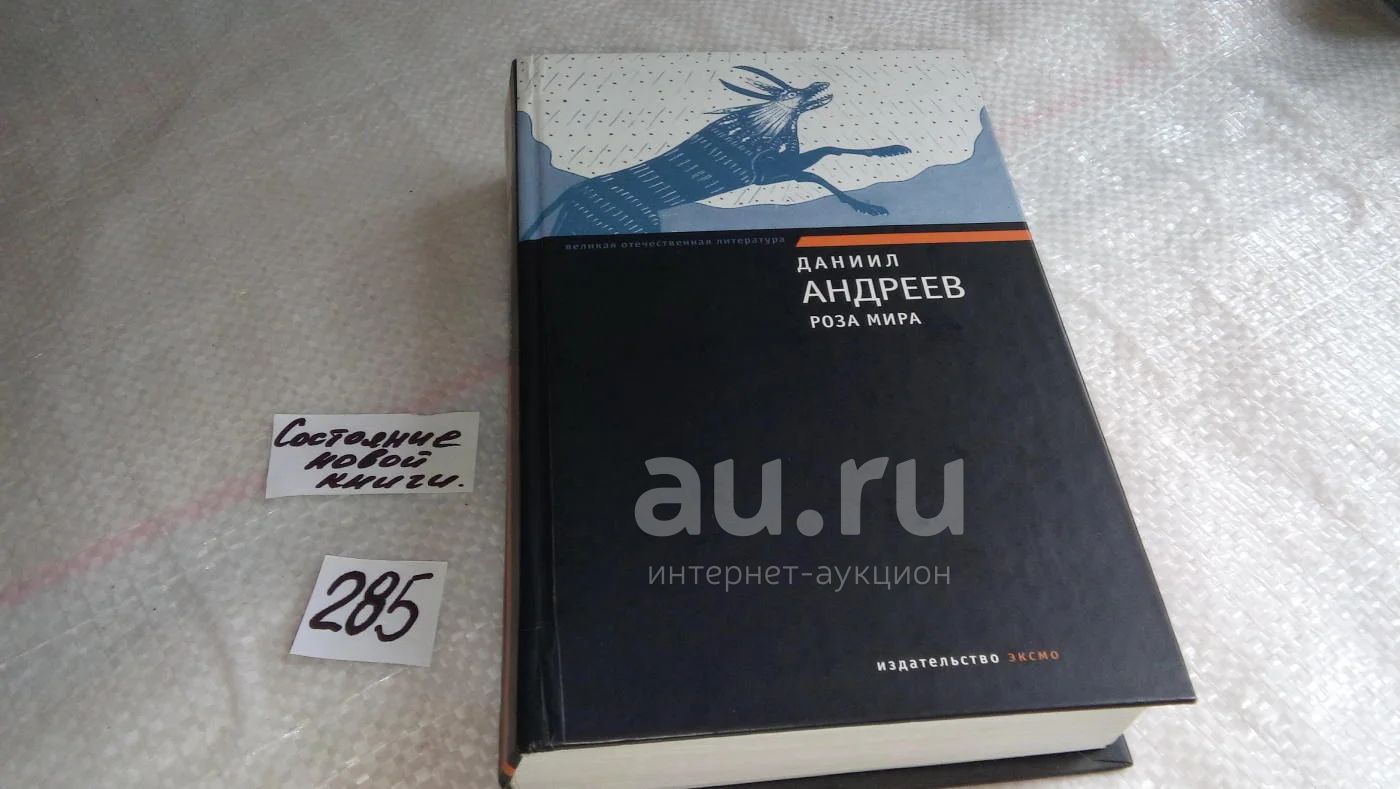 великая отечественная литература
ДАНИИЛ
АНДРЕЕВ
РОЗА МИРА
Состояние
новой
книги.
285
au.ru
интернет-аукцион
издательство эксмо